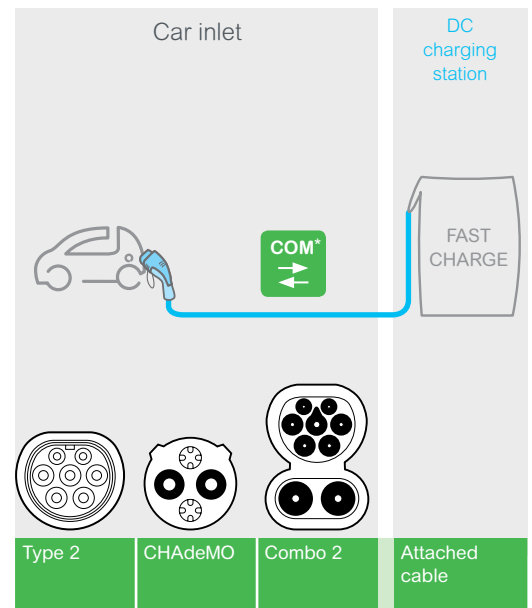 Car inlet
DC
charging
station
COM*
FAST
CHARGE
Type 2
CHAdeMO
Combo 2
Attached
cable